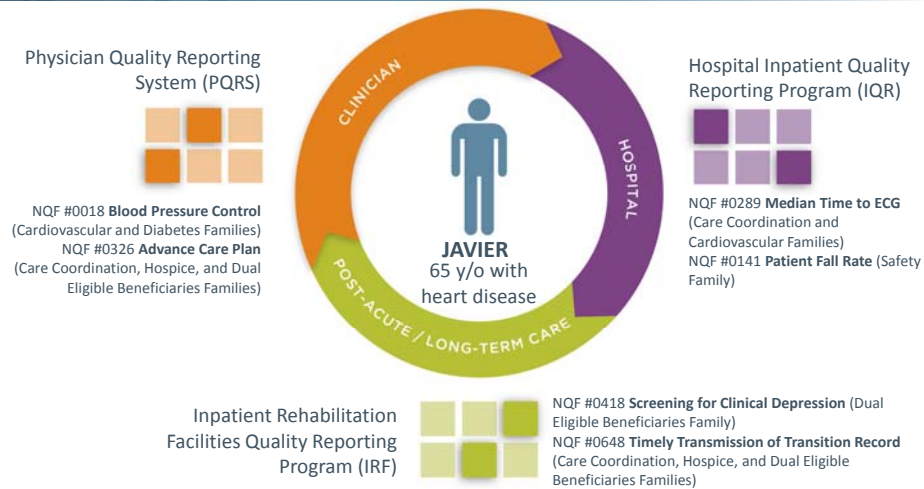 Physician Quality Reporting
System (PQRS)
NQF #0018 Blood Pressure Control
(Cardiovascular and Diabetes Families)
NQF #0326 Advance Care Plan
(Care Coordination, Hospice, and Dual
Eligible Beneficiaries Families)
CLINICIAN
HOSPITAL
POST-ACUTE / LONG-TERM CARE
JAVIER
65 y/o with
heart disease
Hospital Inpatient Quality
Reporting Program (IQR)
NQF #0289 Median Time to ECG
(Care Coordination and
Cardiovascular Families)
NQF #0141 Patient Fall Rate (Safety
Family)
Inpatient Rehabilitation
Facilities Quality Reporting
Program (IRF)
NQF #0418 Screening for Clinical Depression (Dual
Eligible Beneficiaries Family)
NQF #0648 Timely Transmission of Transition Record
(Care Coordination, Hospice, and Dual Eligible
Beneficiaries Families)